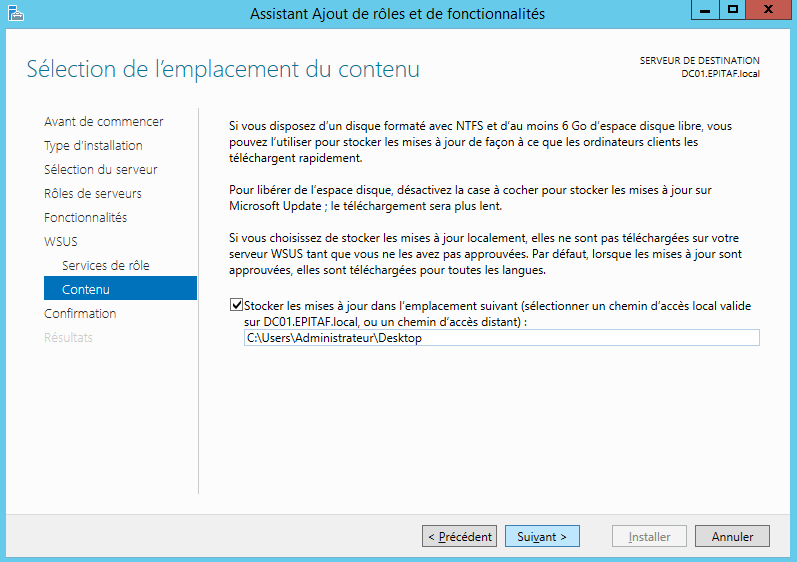 Assistant Ajout de rôles et de fonctionnalités
Sélection de l'emplacement du contenu
SERVEUR DE DESTINATION
DC01.EPITAF.local
Avant de commencer
Type d'installation
Sélection du serveur
Rôles de serveurs
Fonctionnalités
WSUS
Services de rôle
Contenu
Confirmation
Résultats
Si vous disposez d'un disque formaté avec NTFS et d'au moins 6 Go d'espace disque libre, vous
pouvez l'utiliser pour stocker les mises à jour de façon à ce que les ordinateurs clients les
téléchargent rapidement.
Pour libérer de l'espace disque, désactivez la case à cocher pour stocker les mises à jour sur
Microsoft Update ; le téléchargement sera plus lent.
Si vous choisissez de stocker les mises à jour localement, elles ne sont pas téléchargées sur votre
serveur WSUS tant que vous ne les avez pas approuvées. Par défaut, lorsque les mises à jour sont
approuvées, elles sont téléchargées pour toutes les langues.
Stocker les mises à jour dans l'emplacement suivant (sélectionner un chemin d'accès local valide
sur DC01.EPITAF.local, ou un chemin d'accès distant) :
C:\Users\Administrateur\Desktop
< Précédent
Suivant >
Installer
Annuler